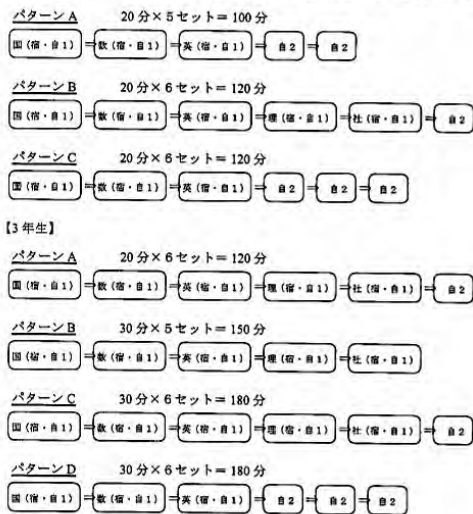 パターンA 20分×5セット＝100分
国（宿・自1）⇒数（宿・自1）⇒英（宿・自1）⇒自2⇒自2
パターンB 20分×6セット＝120分
国（宿・自1）⇒数（宿・自1）⇒英（宿・自1）⇒理（宿・自1）⇒社（宿・自1）⇒自2
パターンC 20分×6セット＝120分
国（宿・自1）⇒数（宿・自1）⇒英（宿・自1）⇒自2⇒自2⇒自2
【3年生】
パターンA 20分×6セット＝120分
国（宿・自1）⇒数（宿・自1）⇒英（宿・自1）⇒理（宿・自1）⇒社（宿・自1）⇒自2
パターンB 30分×5セット＝150分
国（宿・自1）⇒数（宿・自1）⇒英（宿・自1）⇒理（宿・自1）⇒社（宿・自1）
パターンC 30分×6セット＝180分
国（宿・自1）⇒数（宿・自1）⇒英（宿・自1）⇒理（宿・自1）⇒社（宿・自1）⇒自2
パターンD 30分×6セット＝180分
国（宿・自1）⇒数（宿・自1）⇒英（宿・自1）⇒自2⇒自2⇒自2